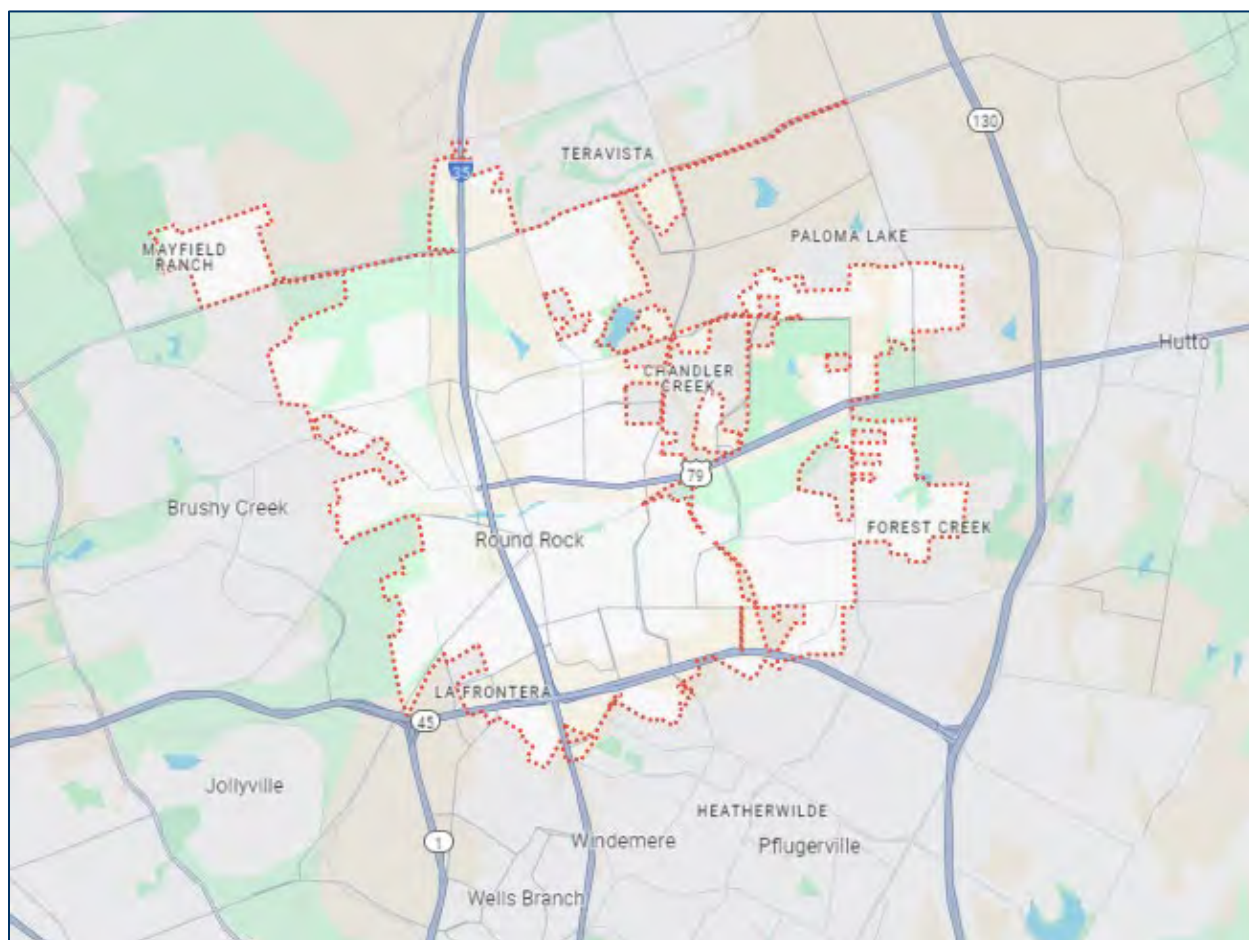 130
TERAVISTA
35
PALOMA LAKE
MAYFIELD
RANCH
Hutto
CHANDLER
CREEK
79
Brushy Creek
FOREST CREEK
Round Rock
LA FRONTERA
45
Jollyville
HEATHERWILDE
1
Windemere
Pflugerville
Wells Branch